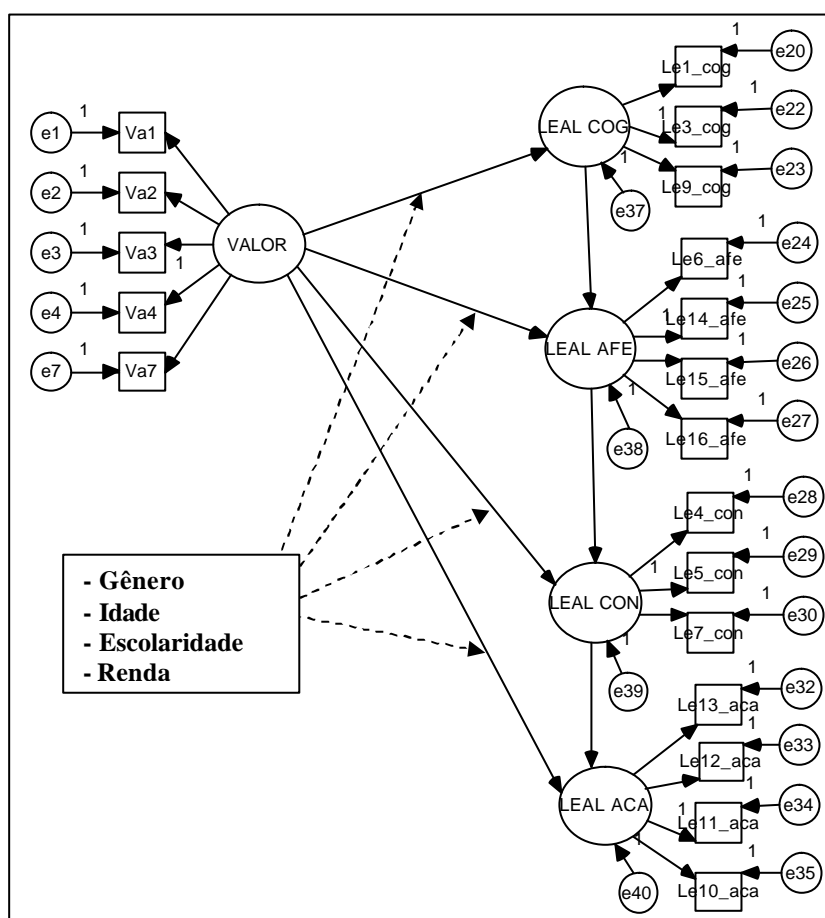 e1
1
Va1
e2
1
Va2
e3
1
Va3
1
e4
1
Va4
e7
1
Va7
VALOR
- Gênero
- Idade
- Escolaridade
- Renda
LEAL COG
1
e37
Le1_cog
1
e20
1
Le3_cog
1
e22
Le9_cog
1
e23
LEAL AFE
1
e38
Le6_afe
1
e24
1
Le14_afe
1
e25
Le15_afe
1
e26
Le16_afe
1
e27
LEAL CON
1
e39
Le4_con
1
e28
1
Le5_con
1
e29
Le7_con
1
e30
LEAL ACA
1
e40
Le13_aca
1
e32
Le12_aca
1
e33
1
Le11_aca
1
e34
Le10_aca
1
e35